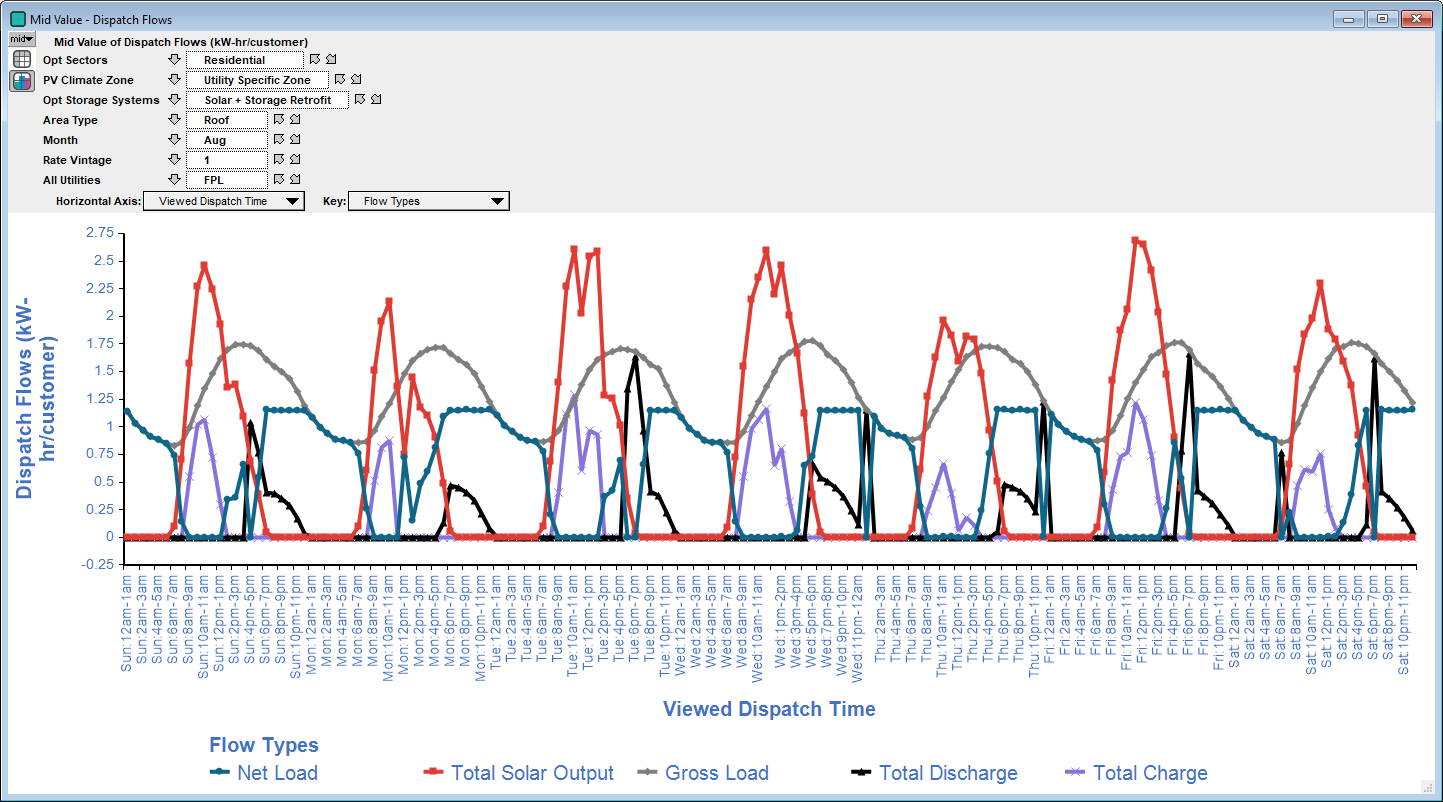 Mid Value - Dispatch Flows
mid
Mid Value of Dispatch Flows (kW-hr/customer)
Opt Sectors Residential
PV Climate Zone Utility Specific Zone
Opt Storage Systems Solar + Storage Retrofit
Area Type Roof
Month Aug
Rate Vintage 1
All Utilities FPL
Horizontal Axis: Viewed Dispatch Time Key: Flow Types
Dispatch Flows (kW-
hr/customer)
2.75
2.5
2.25
2
1.75
1.5
1.25
1
0.75
0.5
0.25
0
-0.25
Sun:12am-1am
Sun:2am-3am
Sun:4am-5am
Sun:6am-7am
Sun:8am-9am
Sun:10am-11am
Sun:12pm-1pm
Sun:2pm-3pm
Sun:4pm-5pm
Sun:6pm-7pm
Sun:8pm-9pm
Sun:10pm-11pm
Mon:12am-1am
Mon:2am-3am
Mon:4am-5am
Mon:6am-7am
Mon:8am-9am
Mon:10am-11am
Mon:12pm-1pm
Mon:2pm-3pm
Mon:4pm-5pm
Mon:6pm-7pm
Mon:8pm-9pm
Mon:10pm-11pm
Tue:12am-1am
Tue:2am-3am
Tue:4am-5am
Tue:6am-7am
Tue:8am-9am
Tue:10am-11am
Tue:12pm-1pm
Tue:2pm-3pm
Tue:4pm-5pm
Tue:6pm-7pm
Tue:8pm-9pm
Tue:10pm-11pm
Wed:12am-1am
Wed:2am-3am
Wed:4am-5am
Wed:6am-7am
Wed:8am-9am
Wed:10am-11am
Wed:1pm-2pm
Wed:3pm-4pm
Wed:5pm-6pm
Wed:7pm-8pm
Wed:9pm-10pm
Wed:11pm-12am
Thu:2am-3am
Thu:4am-5am
Thu:6am-7am
Thu:8am-9am
Thu:10am-11am
Thu:12pm-1pm
Thu:2pm-3pm
Thu:4pm-5pm
Thu:6pm-7pm
Thu:8pm-9pm
Thu:10pm-11pm
Fri:12am-1am
Fri:2am-3am
Fri:4am-5am
Fri:6am-7am
Fri:8am-9am
Fri:10am-11am
Fri:12pm-1pm
Fri:2pm-3pm
Fri:4pm-5pm
Fri:6pm-7pm
Fri:8pm-9pm
Fri:10pm-11pm
Sat:12am-1am
Sat:2am-3am
Sat:4am-5am
Sat:6am-7am
Sat:8am-9am
Sat:10am-11am
Sat:12pm-1pm
Sat:2pm-3pm
Sat:4pm-5pm
Sat:6pm-7pm
Sat:8pm-9pm
Sat:10pm-11pm
Viewed Dispatch Time
Flow Types
Net Load Total Solar Output Gross Load Total Discharge Total Charge